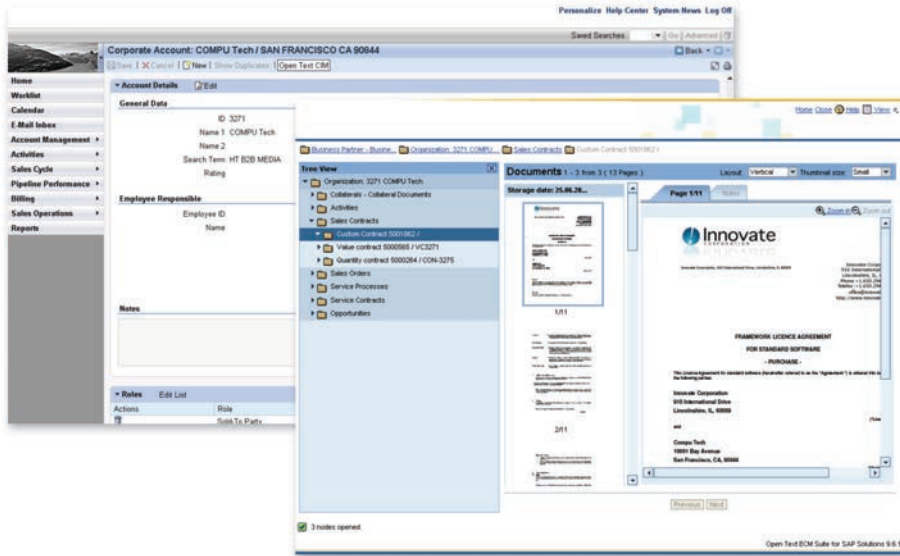 Personalize Help Center System News Log Off
Saved Searches Go Advanced
Corporate Account: COMPU Tech / SAN FRANCISCO CA 90844
Back
Save Cancel New Show Duplicates Open Text CIM
Home
Worklist
Calendar
E-Mail Inbox
Account Management
Activities
Sales Cycle
Pipeline Performance
Billing
Sales Operations
Reports
Account Details Edit
General Data
ID 3271
Name 1 COMPU Tech
Name 2
Search Term HT B2B MEDIA
Rating
Employee Responsible
Employee ID
Name
Notes
Roles Edit List
Actions Role
Sold-To Party
Home Close Help View
Business Partner - Busine... Organization: 3271 COMPU... Sales Contracts Custom Contract 5001862 /
Tree View
Organization: 3271 COMPU Tech
Collaterals - Collateral Documents
Activities
Sales Contracts
Custom Contract 5001862 /
Value contract 5000585 / VC3271
Quantity contract 5000284 / CON-3275
Sales Orders
Service Processes
Service Contracts
Opportunities
Documents 1 - 3 from 3 ( 13 Pages )
Layout: Vertical Thumbnail size: Small
Storage date: 25.06.20...
1/11
2/11
Page 1/11 Notes
Zoom in Zoom out
Innovate
CORPORATION
FRAMEWORK LICENCE AGREEMENT
FOR STANDARD SOFTWARE
- PURCHASE -
Innovate Corporation
915 International Drive
Lincolnshire, IL, 60069
and
Compu Tech
10001 Bay Avenue
San Francisco, CA, 90844
Previous Next
3 nodes opened.
Open Text ECM Suite for SAP Solutions 9.6.1